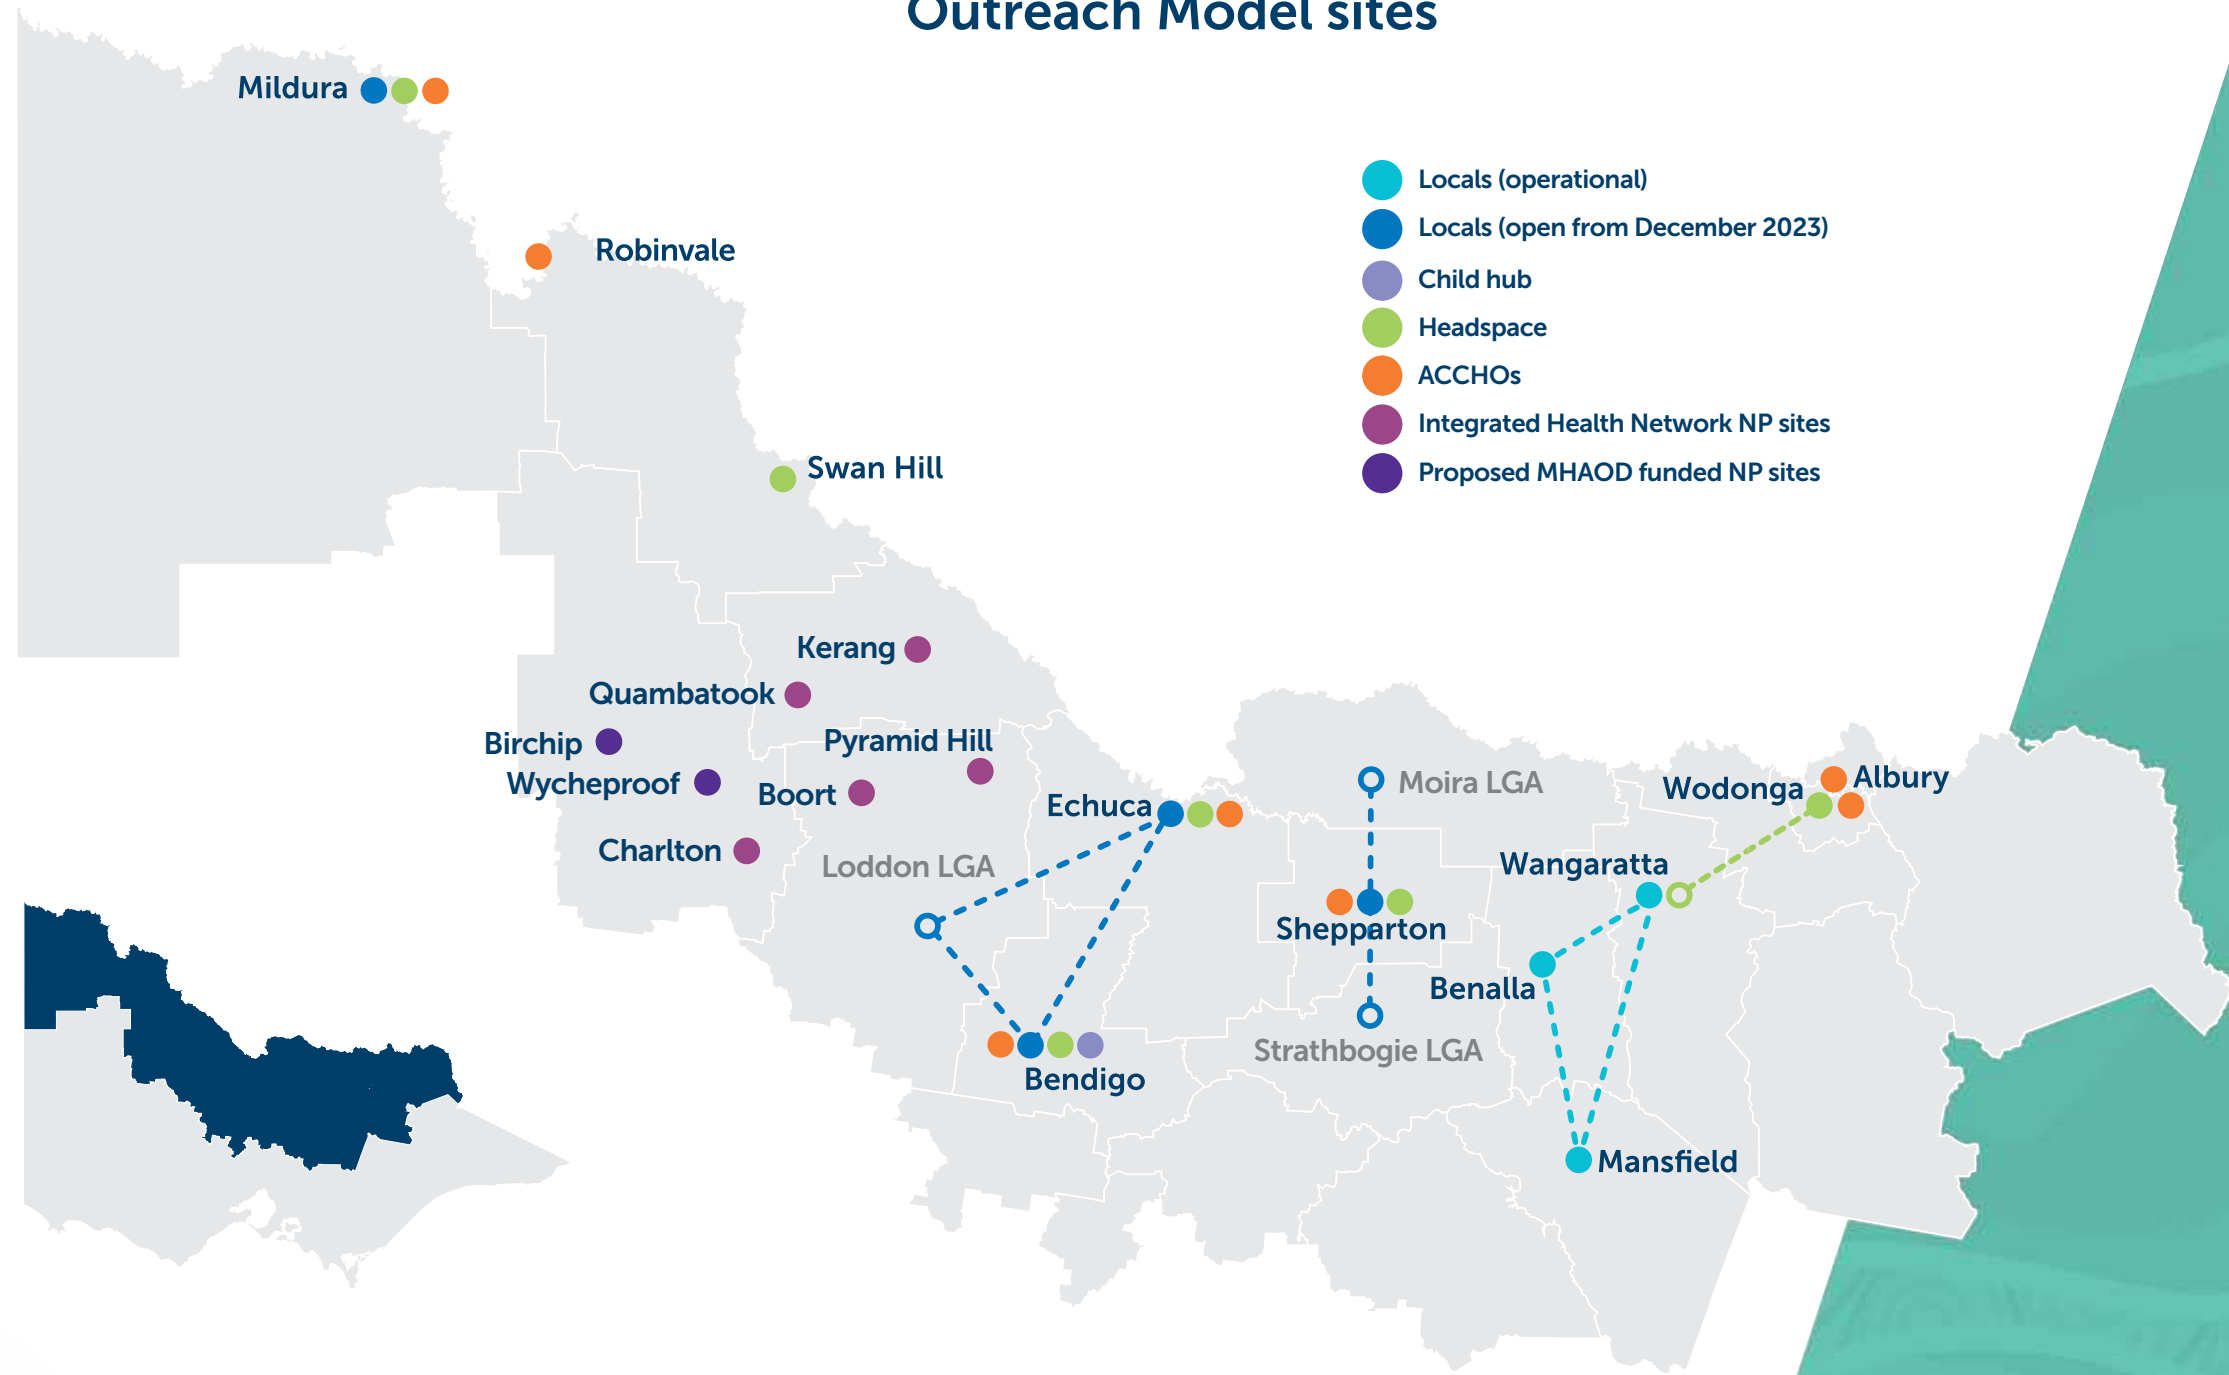 Outreach Model sites
Mildura
Locals (operational)
Locals (open from December 2023)
Child hub
Headspace
ACCHOs
Integrated Health Network NP sites
Proposed MHAOD funded NP sites
Robinvale
Swan Hill
Kerang
Quambatook
Birchip
Pyramid Hill
Wycheproof
Boort
Charlton
Loddon LGA
Echuca
Moira LGA
Wodonga
Albury
Wangaratta
Shepparton
Benalla
Strathbogie LGA
Bendigo
Mansfield